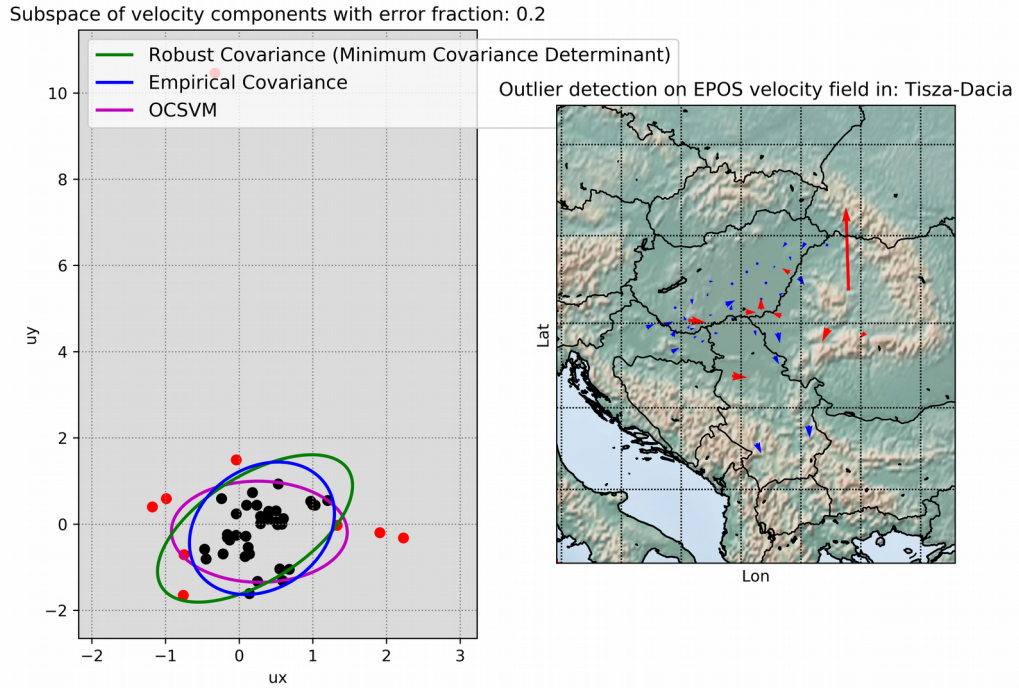 Subspace of velocity components with error fraction: 0.2
Robust Covariance (Minimum Covariance Determinant)
Empirical Covariance
OCSVM
10
8
6
4
2
0
−2
uy
−2 −1 0 1 2 3
ux
Outlier detection on EPOS velocity field in: Tisza-Dacia
Lat
Lon